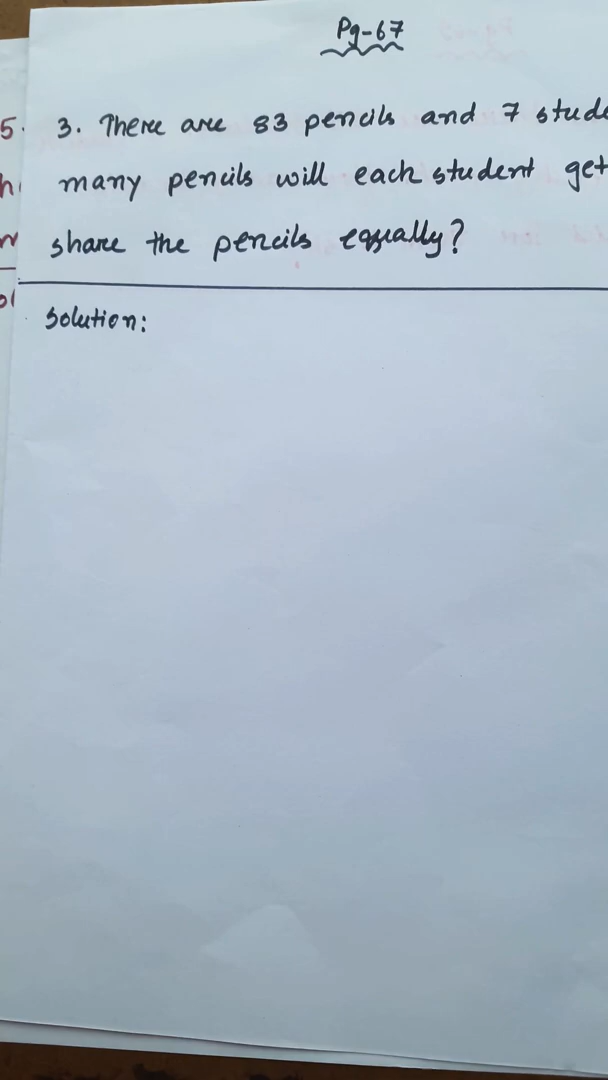 Pg-67
3. There are 83 pencils and 7 stude
many pencils will each student get
share the pencils equally?
Solution: